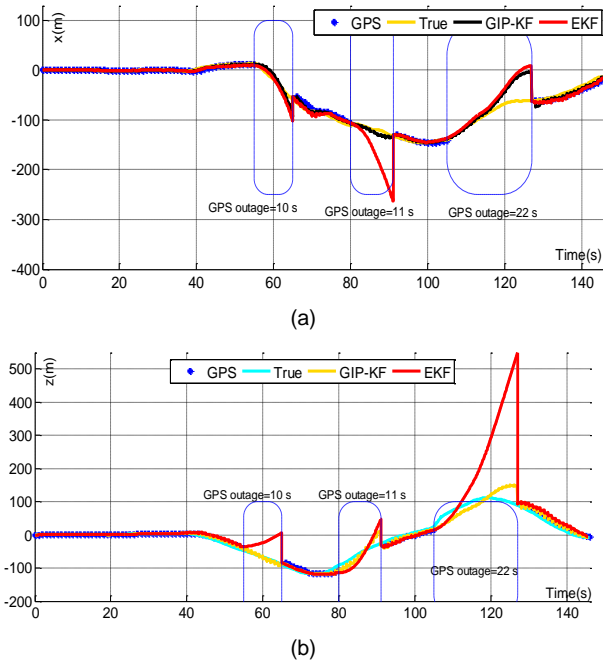 x(m)
GPS True GIP-KF EKF
100
0
-100
-200
-300
-400
GPS outage=10 s
GPS outage=11 s
GPS outage=22 s
Time(s)
0 20 40 60 80 100 120 140
(a)
z(m)
GPS True GIP-KF EKF
500
400
300
200
100
0
-100
-200
GPS outage=10 s
GPS outage=11 s
GPS outage=22 s
Time(s)
0 20 40 60 80 100 120 140
(b)